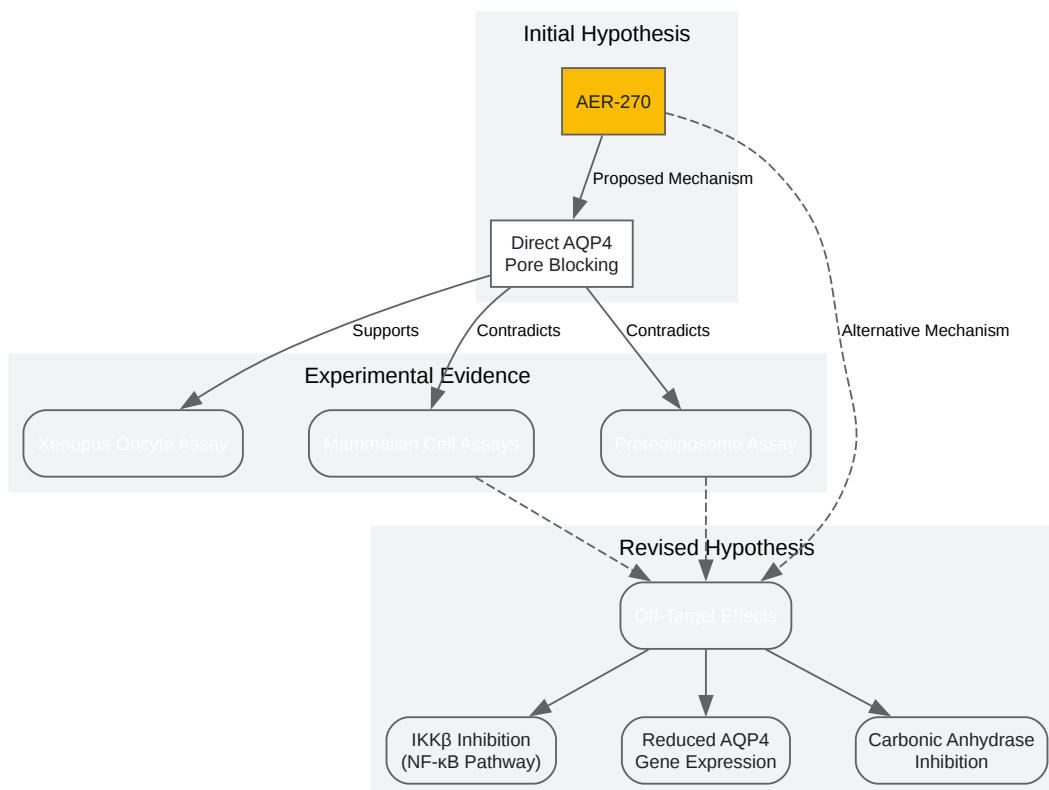 Initial Hypothesis
AER-270
Proposed Mechanism
Direct AQP4
Pore Blocking
Supports
Contradicts
Contradicts
Alternative Mechanism
Experimental Evidence
Xenopus Oocyte Assay
Mammalian Cell Assays
Proteoliposome Assay
Revised Hypothesis
Off-Target Effects
IKKβ Inhibition
(NF-κB Pathway)
Reduced AQP4
Gene Expression
Carbonic Anhydrase
Inhibition